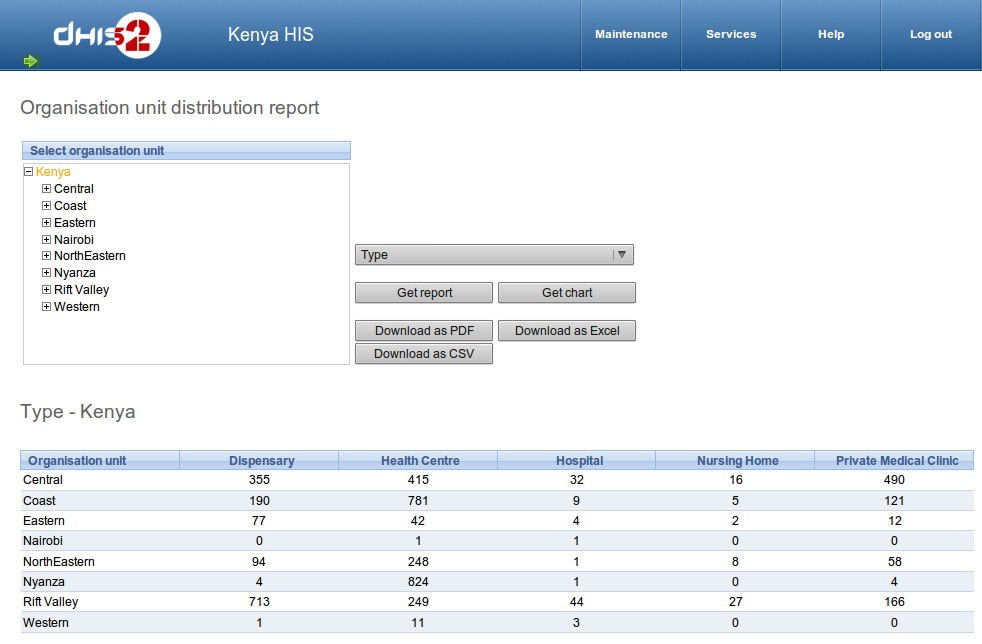 dHIS2 Kenya HIS Maintenance Services Help Log out
Organisation unit distribution report
Select organisation unit
Kenya
Central
Coast
Eastern
Nairobi
NorthEastern
Nyanza
Rift Valley
Western
Type
Get report Get chart
Download as PDF Download as Excel
Download as CSV
Type - Kenya
Organisation unit Dispensary Health Centre Hospital Nursing Home Private Medical Clinic
Central 355 415 32 16 490
Coast 190 781 9 5 121
Eastern 77 42 4 2 12
Nairobi 0 1 1 0 0
NorthEastern 94 248 1 8 58
Nyanza 4 824 1 0 4
Rift Valley 713 249 44 27 166
Western 1 11 3 0 0